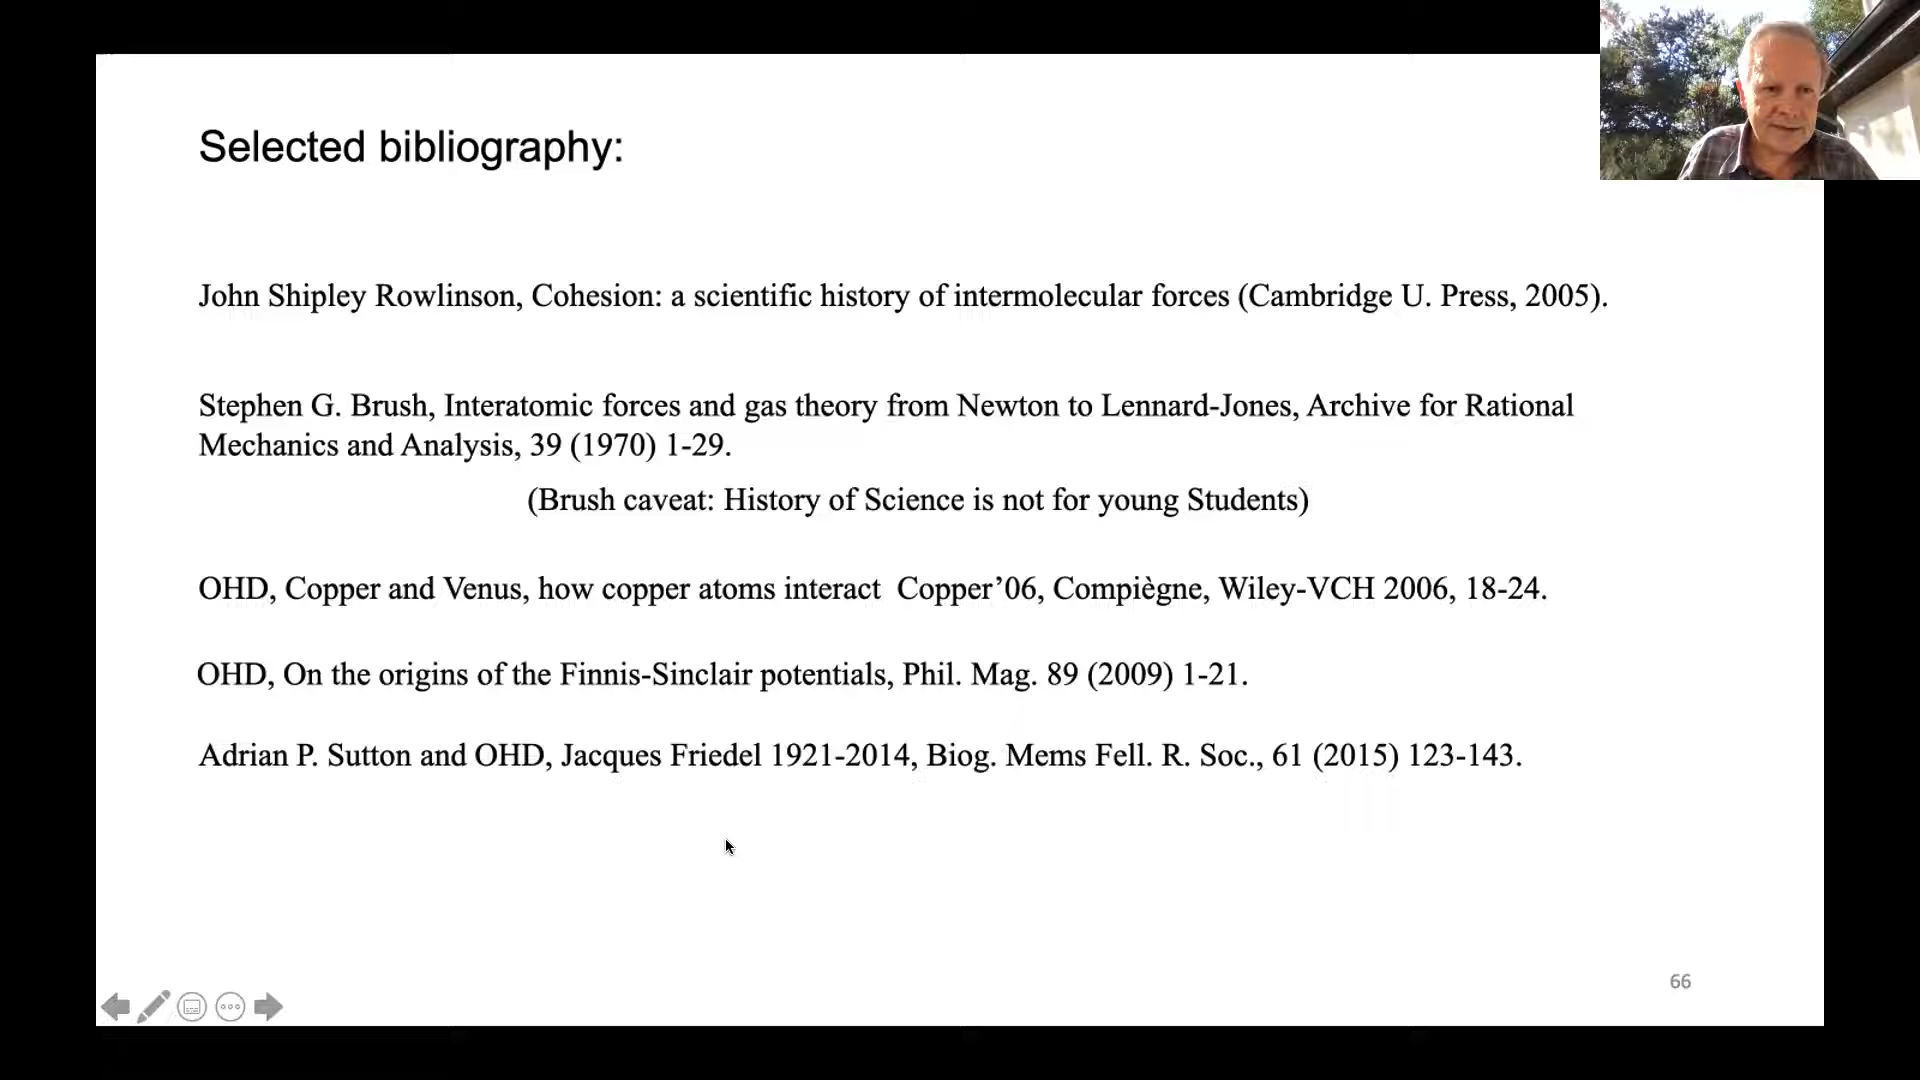 Selected bibliography:
John Shipley Rowlinson, Cohesion: a scientific history of intermolecular forces (Cambridge U. Press, 2005).
Stephen G. Brush, Interatomic forces and gas theory from Newton to Lennard-Jones, Archive for Rational
Mechanics and Analysis, 39 (1970) 1-29.
(Brush caveat: History of Science is not for young Students)
OHD, Copper and Venus, how copper atoms interact  Copper’06, Compiègne, Wiley-VCH 2006, 18-24.
OHD, On the origins of the Finnis-Sinclair potentials, Phil. Mag. 89 (2009) 1-21.
Adrian P. Sutton and OHD, Jacques Friedel 1921-2014, Biog. Mems Fell. R. Soc., 61 (2015) 123-143.
66